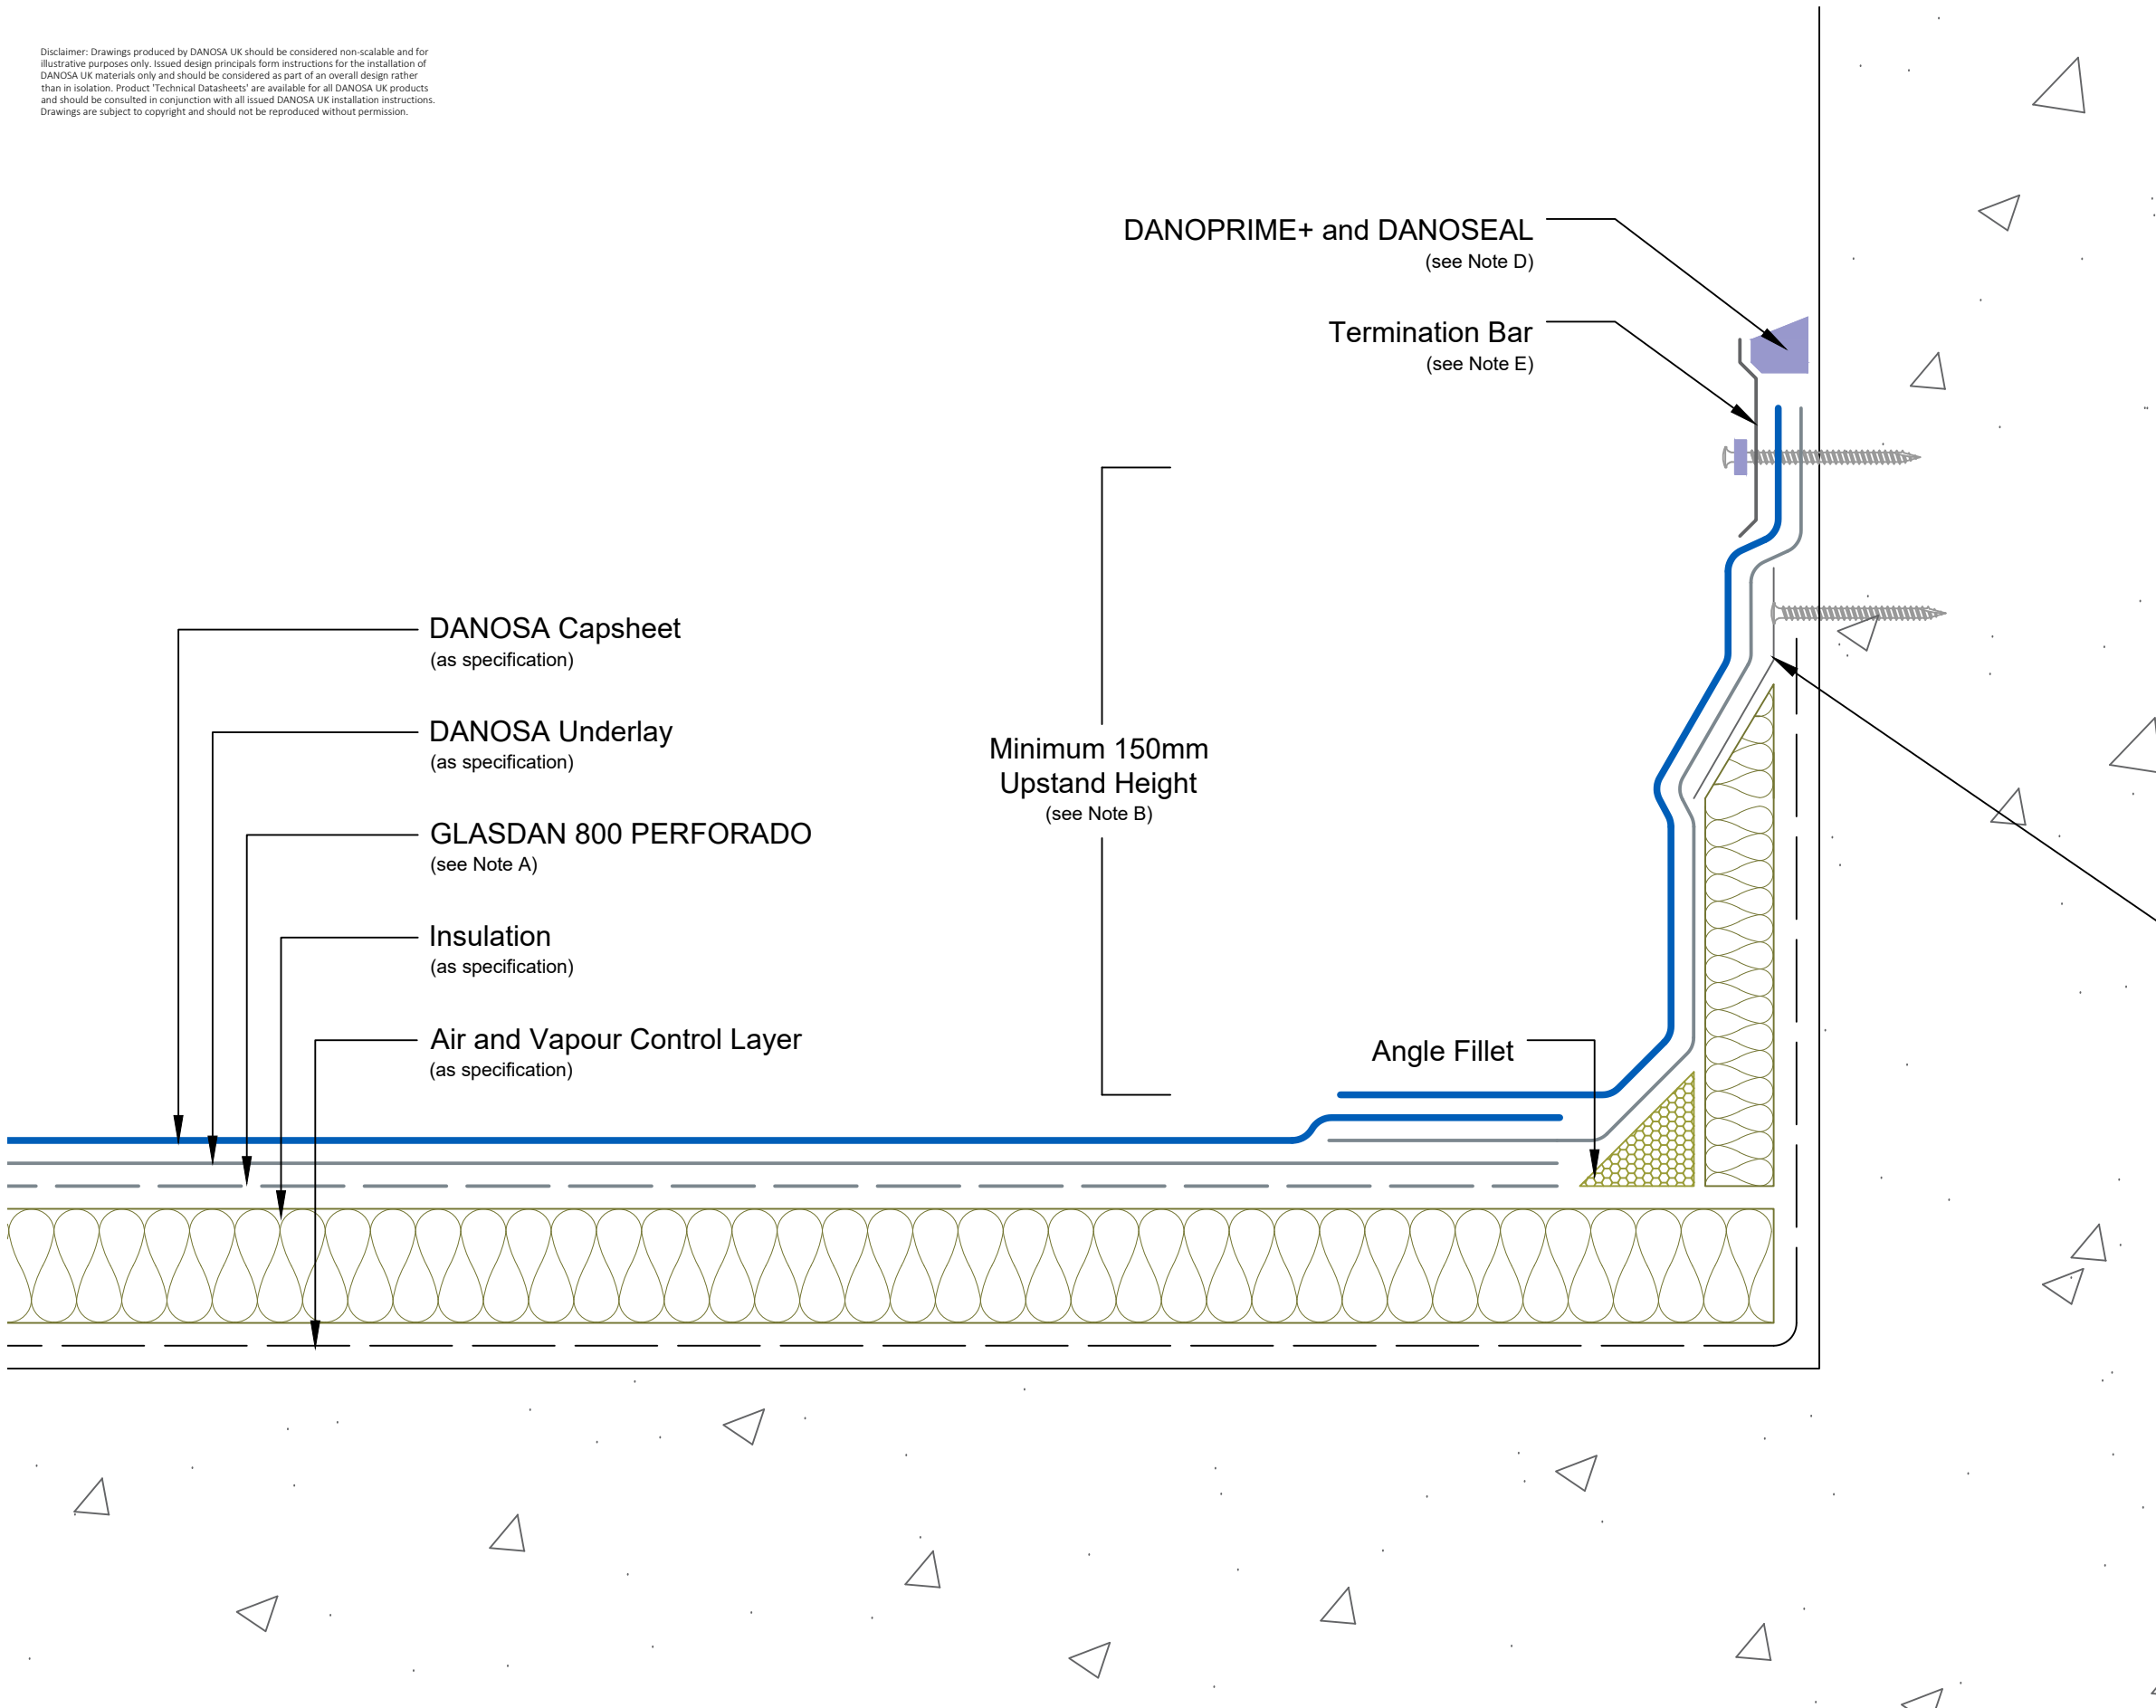 Disclaimer: Drawings produced by DANOSA UK should be considered non-scalable and for
illustrative purposes only. Issued design principals form instructions for the installation of
DANOSA UK materials only and should be considered as part of an overall design rather
than in isolation. Product 'Technical Datasheets' are available for all DANOSA UK products
and should be consulted in conjunction with all issued DANOSA UK installation instructions.
Drawings are subject to copyright and should not be reproduced without permission.
DANOPRIME+ and DANOSEAL
(see Note D)
Termination Bar
(see Note E)
DANOSA Capsheet
(as specification)
DANOSA Underlay
(as specification)
GLASDAN 800 PERFORADO
(see Note A)
Insulation
(as specification)
Air and Vapour Control Layer
(as specification)
Minimum 150mm
Upstand Height
(see Note B)
Angle Fillet